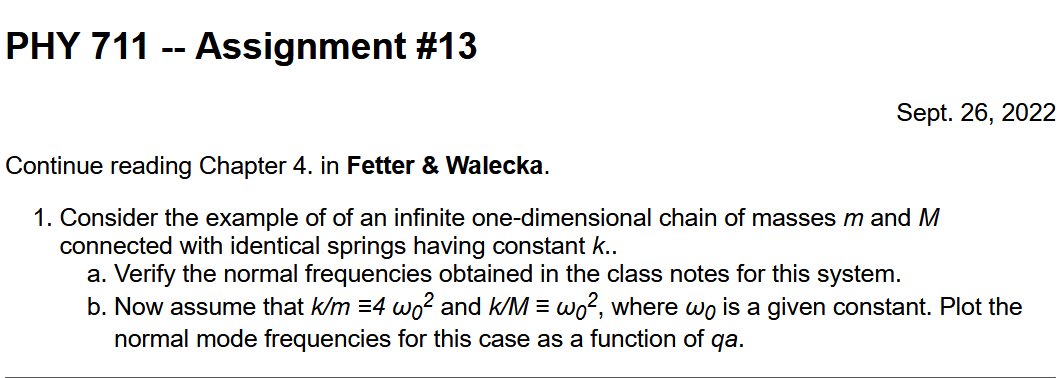 PHY 711 -- Assignment #13
Sept. 26, 2022
Continue reading Chapter 4. in Fetter & Walecka.
1. Consider the example of of an infinite one-dimensional chain of masses m and M
connected with identical springs having constant k..
a. Verify the normal frequencies obtained in the class notes for this system.
b. Now assume that k/m ≡4 ω₀² and k/M ≡ ω₀², where ω₀ is a given constant. Plot the
normal mode frequencies for this case as a function of qa.